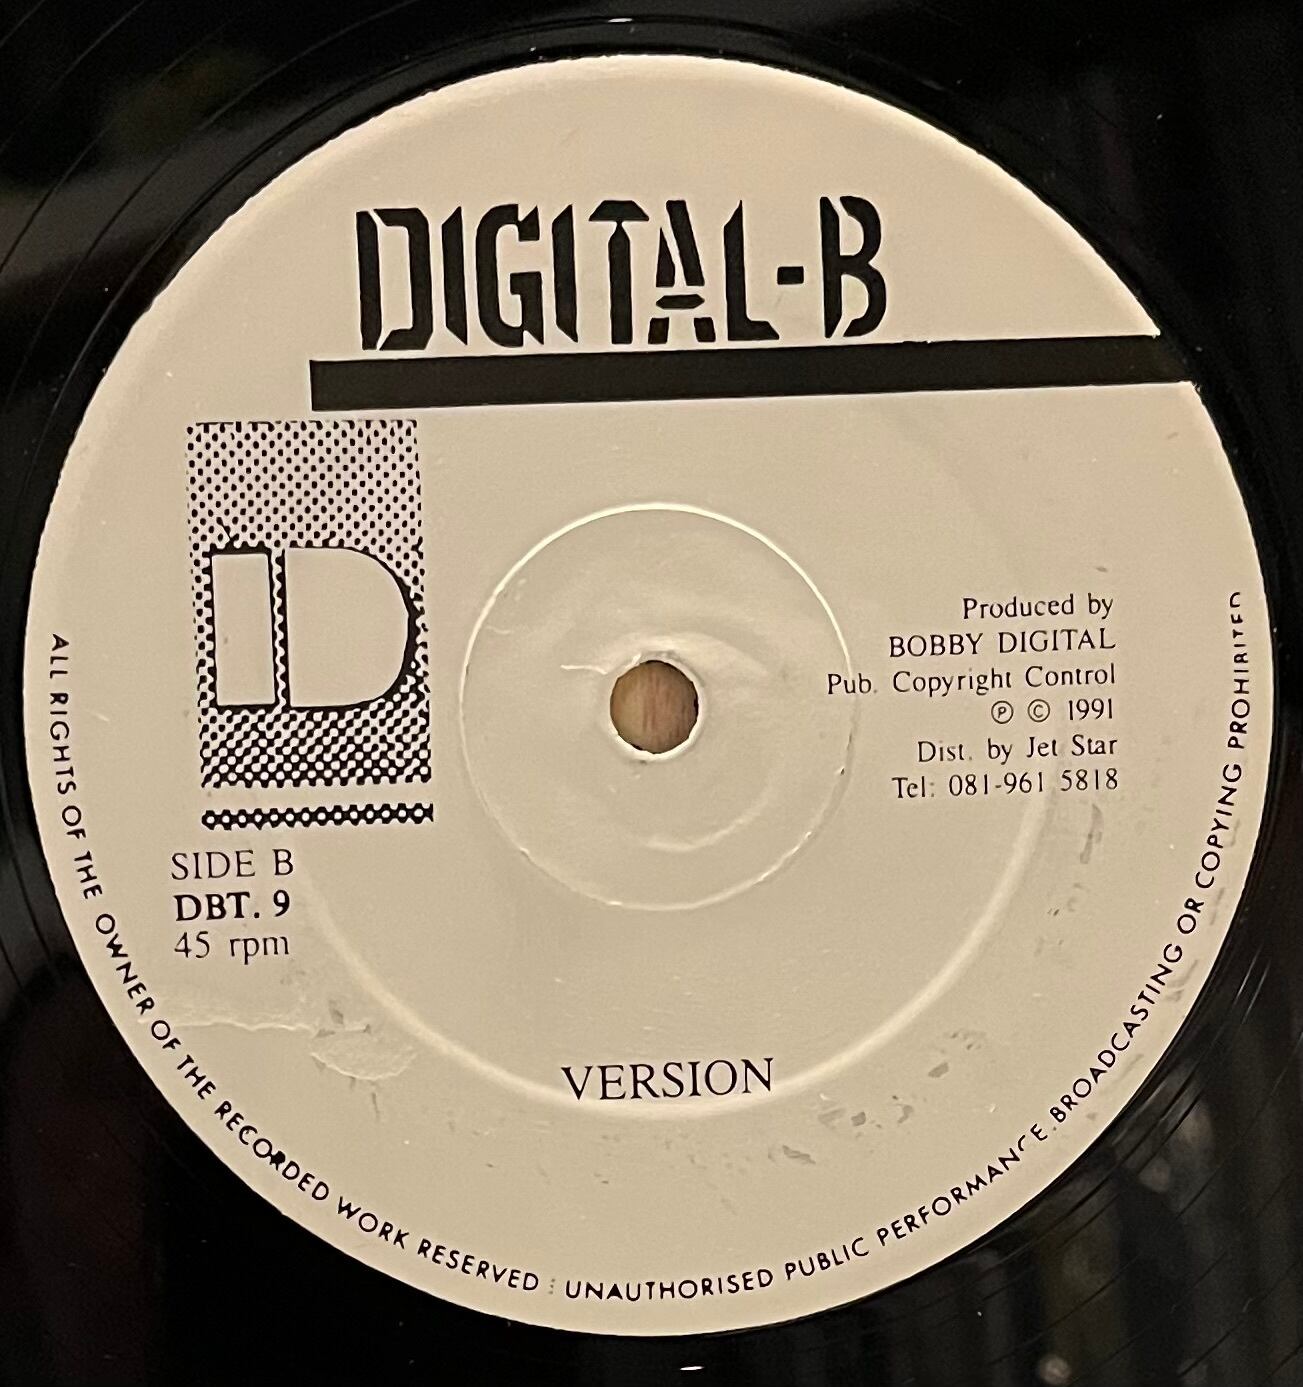 DIGITAL-B
D
Produced by
BOBBY DIGITAL
Pub. Copyright Control
℗ © 1991
Dist. by Jet Star
Tel: 081-961 5818
SIDE B
DBT. 9
45 rpm
VERSION
ALL RIGHTS OF THE OWNER OF THE RECORDED WORK RESERVED : UNAUTHORISED PUBLIC PERFORMANCE. BROADCASTING OR COPYING PROHIBITED